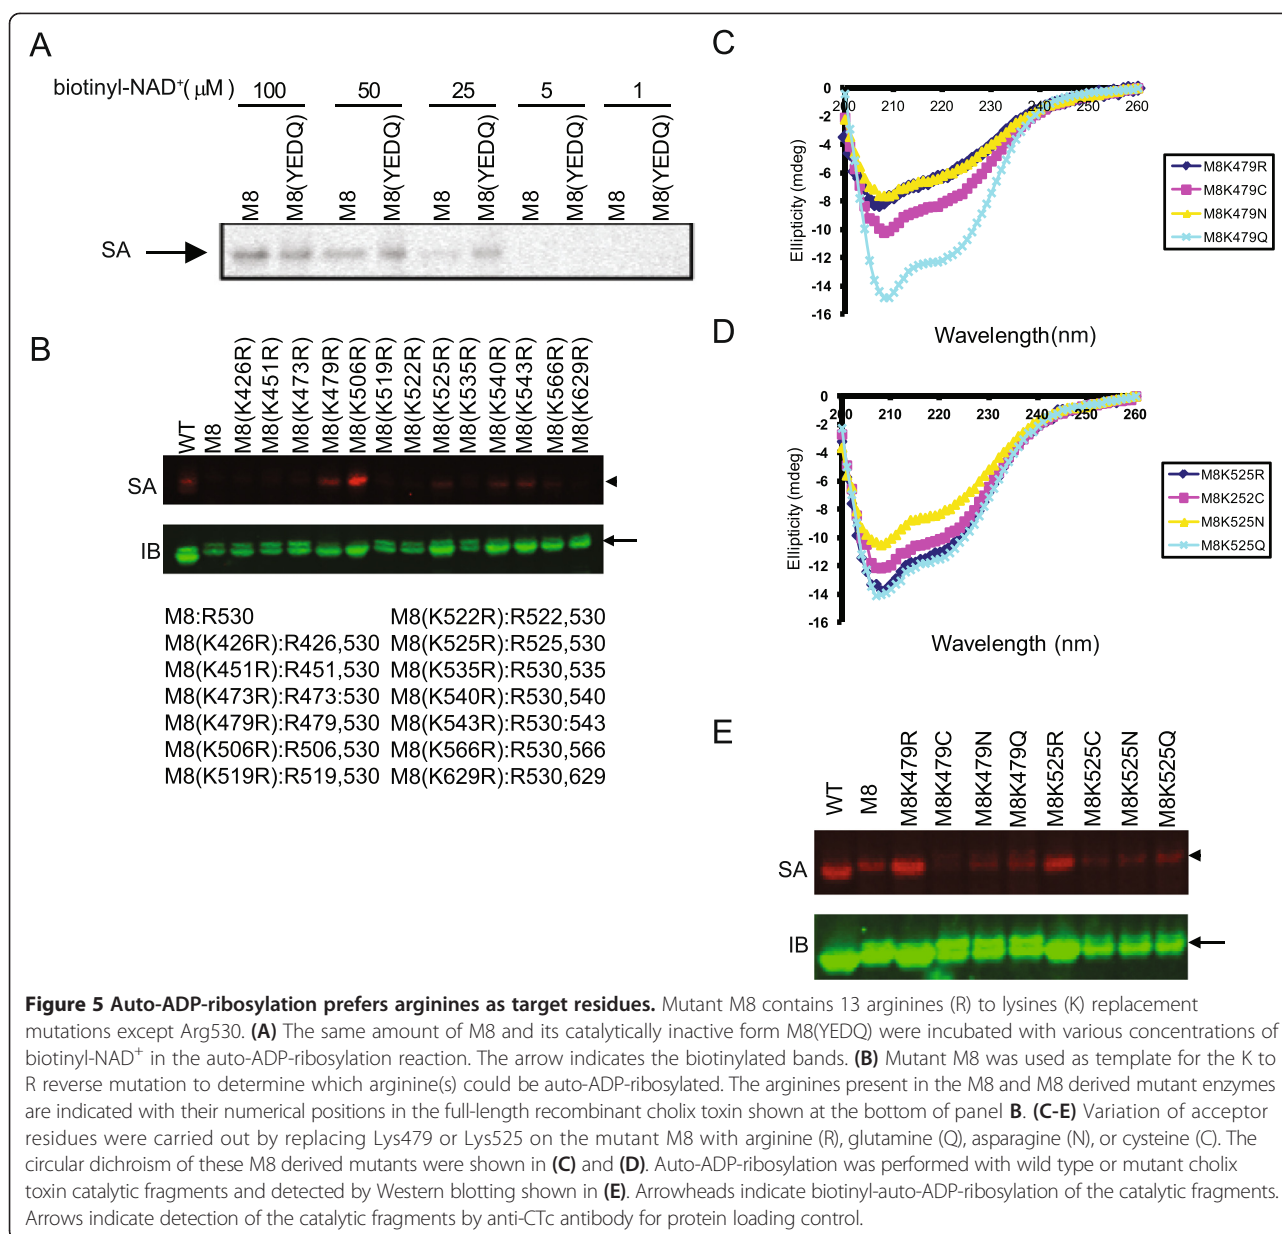 A
biotinyl-NAD+(μM)
100 50 25 5 1
M8 M8(YEDQ) M8 M8(YEDQ) M8 M8(YEDQ) M8 M8(YEDQ) M8 M8(YEDQ)
SA
B
WT M8 M8(K426R) M8(K451R) M8(K473R) M8(K479R) M8(K506R) M8(K519R) M8(K522R) M8(K525R) M8(K535R) M8(K540R) M8(K543R) M8(K566R) M8(K629R)
SA
IB
M8:R530
M8(K426R):R426,530
M8(K451R):R451,530
M8(K473R):R473:530
M8(K479R):R479,530
M8(K506R):R506,530
M8(K519R):R519,530
M8(K522R):R522,530
M8(K525R):R525,530
M8(K535R):R530,535
M8(K540R):R530,540
M8(K543R):R530:543
M8(K566R):R530,566
M8(K629R):R530,629
C
0
-2
-4
-6
-8
-10
-12
-14
-16
200 210 220 230 240 250 260
Ellipticity (mdeg)
Wavelength(nm)
M8K479R
M8K479C
M8K479N
M8K479Q
D
0
-2
-4
-6
-8
-10
-12
-14
-16
200 210 220 230 240 250 260
Ellipticity (mdeg)
Wavelength (nm)
M8K525R
M8K252C
M8K525N
M8K525Q
E
WT M8 M8K479R M8K479C M8K479N M8K479Q M8K525R M8K525C M8K525N M8K525Q
SA
IB
Figure 5 Auto-ADP-ribosylation prefers arginines as target residues. Mutant M8 contains 13 arginines (R) to lysines (K) replacement
mutations except Arg530. (A) The same amount of M8 and its catalytically inactive form M8(YEDQ) were incubated with various concentrations of
biotinyl-NAD+ in the auto-ADP-ribosylation reaction. The arrow indicates the biotinylated bands. (B) Mutant M8 was used as template for the K to
R reverse mutation to determine which arginine(s) could be auto-ADP-ribosylated. The arginines present in the M8 and M8 derived mutant enzymes
are indicated with their numerical positions in the full-length recombinant cholix toxin shown at the bottom of panel B. (C-E) Variation of acceptor
residues were carried out by replacing Lys479 or Lys525 on the mutant M8 with arginine (R), glutamine (Q), asparagine (N), or cysteine (C). The
circular dichroism of these M8 derived mutants were shown in (C) and (D). Auto-ADP-ribosylation was performed with wild type or mutant cholix
toxin catalytic fragments and detected by Western blotting shown in (E). Arrowheads indicate biotinyl-auto-ADP-ribosylation of the catalytic fragments.
Arrows indicate detection of the catalytic fragments by anti-CTc antibody for protein loading control.